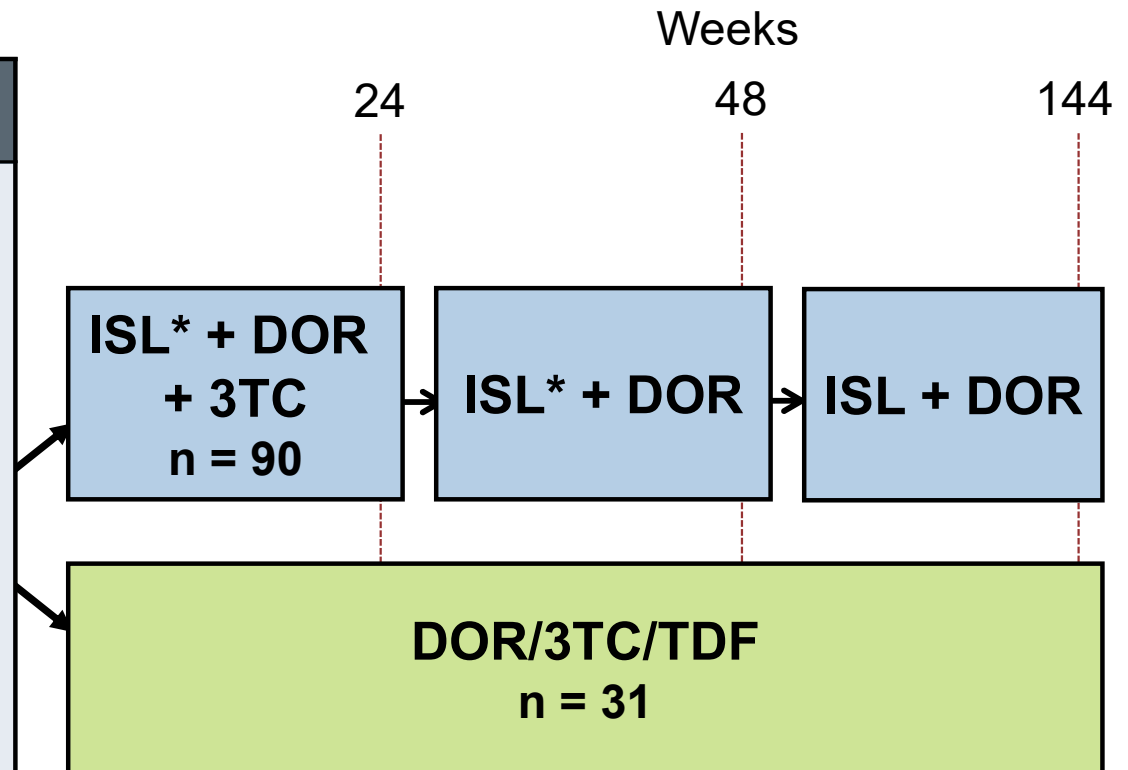 Weeks
24
48
144
ISL* + DOR
+ 3TC
n = 90
ISL* + DOR
ISL + DOR
DOR/3TC/TDF
n = 31